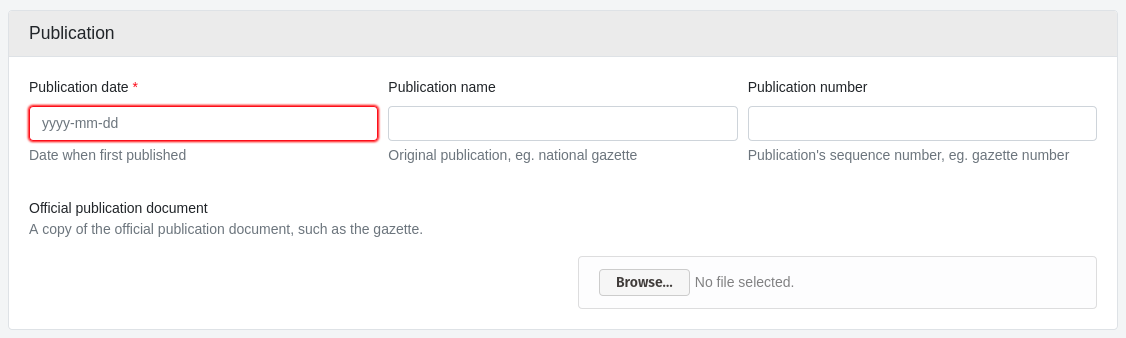 Publication
Publication date * Publication name Publication number
yyyy-mm-dd
Date when first published Original publication, eg. national gazette Publication's sequence number, eg. gazette number
Official publication document
A copy of the official publication document, such as the gazette.
Browse... No file selected.